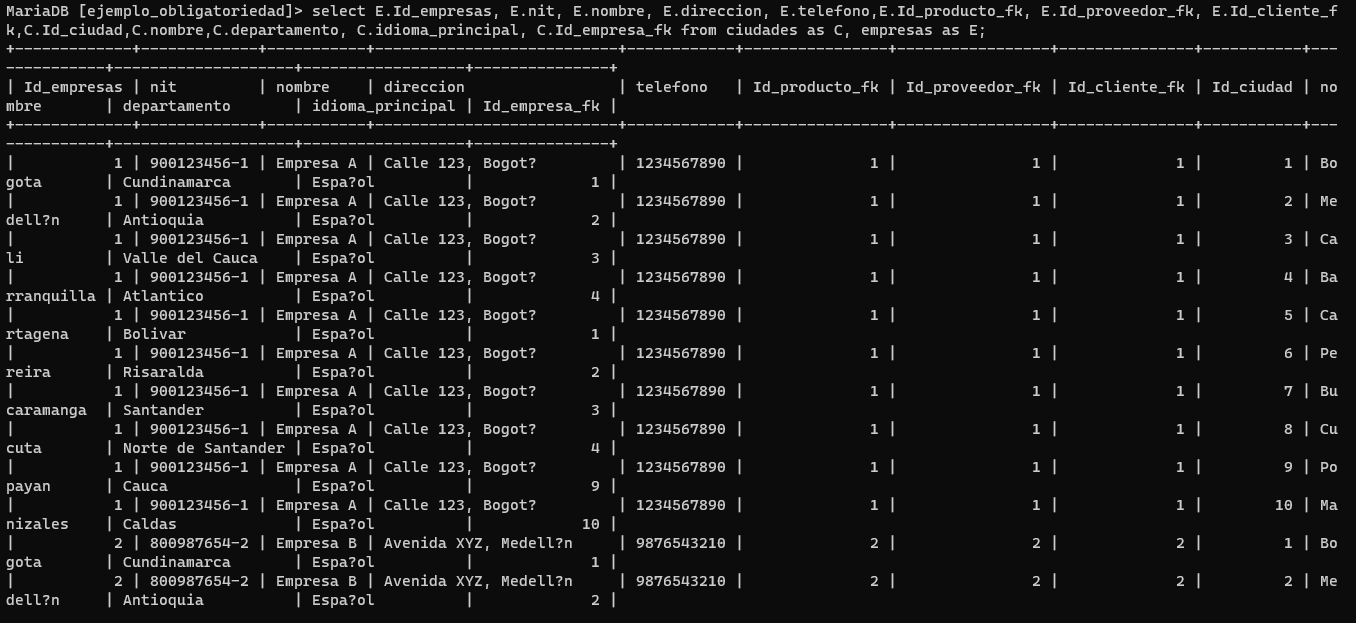 MariaDB [ejemplo_obligatoriedad]> select E.Id_empresas, E.nit, E.nombre, E.direccion, E.telefono,E.Id_producto_fk, E.Id_proveedor_fk, E.Id_cliente_f
k,C.Id_ciudad,C.nombre,C.departamento, C.idioma_principal, C.Id_empresa_fk from ciudades as C, empresas as E;
+-------------+-------------+-----------+---------------------------+------------+----------------+-----------------+---------------+-----------+---
-----------+--------------------+------------------+---------------+
| Id_empresas | nit         | nombre    | direccion                 | telefono   | Id_producto_fk | Id_proveedor_fk | Id_cliente_fk | Id_ciudad | no
mbre       | departamento       | idioma_principal | Id_empresa_fk |
+-------------+-------------+-----------+---------------------------+------------+----------------+-----------------+---------------+-----------+---
-----------+--------------------+------------------+---------------+
|           1 | 900123456-1 | Empresa A | Calle 123, Bogot?         | 1234567890 |              1 |               1 |             1 |         1 | Bo
gota       | Cundinamarca       | Espa?ol          |             1 |
|           1 | 900123456-1 | Empresa A | Calle 123, Bogot?         | 1234567890 |              1 |               1 |             1 |         2 | Me
dell?n     | Antioquia          | Espa?ol          |             2 |
|           1 | 900123456-1 | Empresa A | Calle 123, Bogot?         | 1234567890 |              1 |               1 |             1 |         3 | Ca
li         | Valle del Cauca    | Espa?ol          |             3 |
|           1 | 900123456-1 | Empresa A | Calle 123, Bogot?         | 1234567890 |              1 |               1 |             1 |         4 | Ba
rranquilla | Atlantico          | Espa?ol          |             4 |
|           1 | 900123456-1 | Empresa A | Calle 123, Bogot?         | 1234567890 |              1 |               1 |             1 |         5 | Ca
rtagena    | Bolivar            | Espa?ol          |             1 |
|           1 | 900123456-1 | Empresa A | Calle 123, Bogot?         | 1234567890 |              1 |               1 |             1 |         6 | Pe
reira      | Risaralda          | Espa?ol          |             2 |
|           1 | 900123456-1 | Empresa A | Calle 123, Bogot?         | 1234567890 |              1 |               1 |             1 |         7 | Bu
caramanga  | Santander          | Espa?ol          |             3 |
|           1 | 900123456-1 | Empresa A | Calle 123, Bogot?         | 1234567890 |              1 |               1 |             1 |         8 | Cu
cuta       | Norte de Santander | Espa?ol          |             4 |
|           1 | 900123456-1 | Empresa A | Calle 123, Bogot?         | 1234567890 |              1 |               1 |             1 |         9 | Po
payan      | Cauca              | Espa?ol          |             9 |
|           1 | 900123456-1 | Empresa A | Calle 123, Bogot?         | 1234567890 |              1 |               1 |             1 |        10 | Ma
nizales    | Caldas             | Espa?ol          |            10 |
|           2 | 800987654-2 | Empresa B | Avenida XYZ, Medell?n     | 9876543210 |              2 |               2 |             2 |         1 | Bo
gota       | Cundinamarca       | Espa?ol          |             1 |
|           2 | 800987654-2 | Empresa B | Avenida XYZ, Medell?n     | 9876543210 |              2 |               2 |             2 |         2 | Me
dell?n     | Antioquia          | Espa?ol          |             2 |